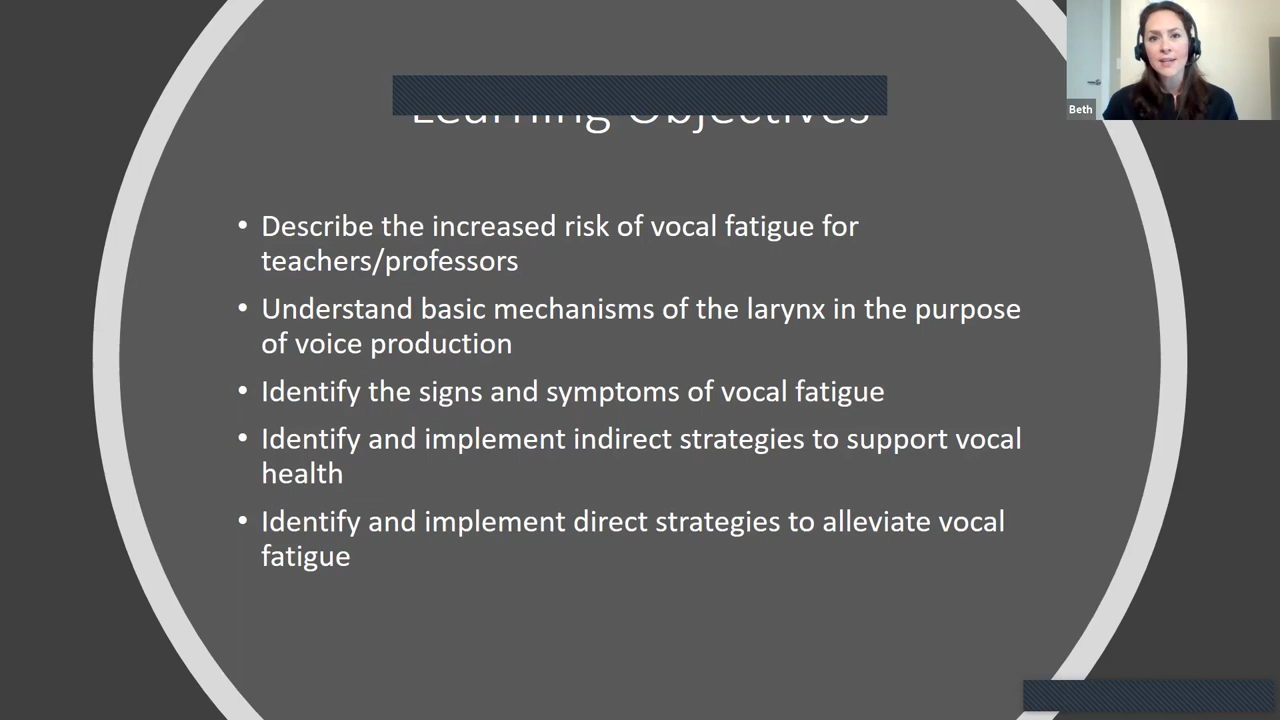 Learning Objectives
Beth
• Describe the increased risk of vocal fatigue for
teachers/professors
• Understand basic mechanisms of the larynx in the purpose
of voice production
• Identify the signs and symptoms of vocal fatigue
• Identify and implement indirect strategies to support vocal
health
• Identify and implement direct strategies to alleviate vocal
fatigue